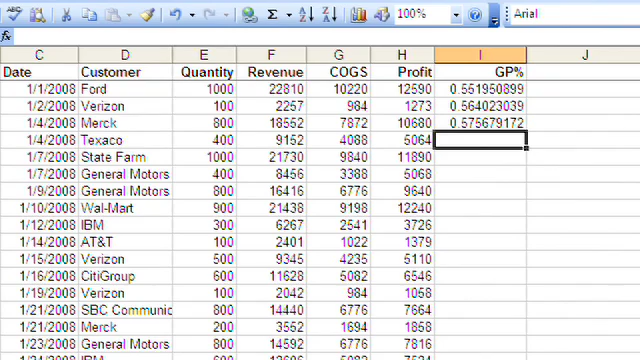 100% Arial
fx
C D E F G H I J
Date Customer Quantity Revenue COGS Profit GP%
1/1/2008 Ford 1000 22810 10220 12590 0.551950899
1/2/2008 Verizon 100 2257 984 1273 0.564023039
1/4/2008 Merck 800 18552 7872 10680 0.575679172
1/4/2008 Texaco 400 9152 4088 5064
1/7/2008 State Farm 1000 21730 9840 11890
1/7/2008 General Motors 400 8456 3388 5068
1/9/2008 General Motors 800 16416 6776 9640
1/10/2008 Wal-Mart 900 21438 9198 12240
1/12/2008 IBM 300 6267 2541 3726
1/14/2008 AT&T 100 2401 1022 1379
1/15/2008 Verizon 500 9345 4235 5110
1/16/2008 CitiGroup 600 11628 5082 6546
1/19/2008 Verizon 100 2042 984 1058
1/21/2008 SBC Communic 800 14440 6776 7664
1/21/2008 Merck 200 3552 1694 1858
1/23/2008 General Motors 800 14592 6776 7816